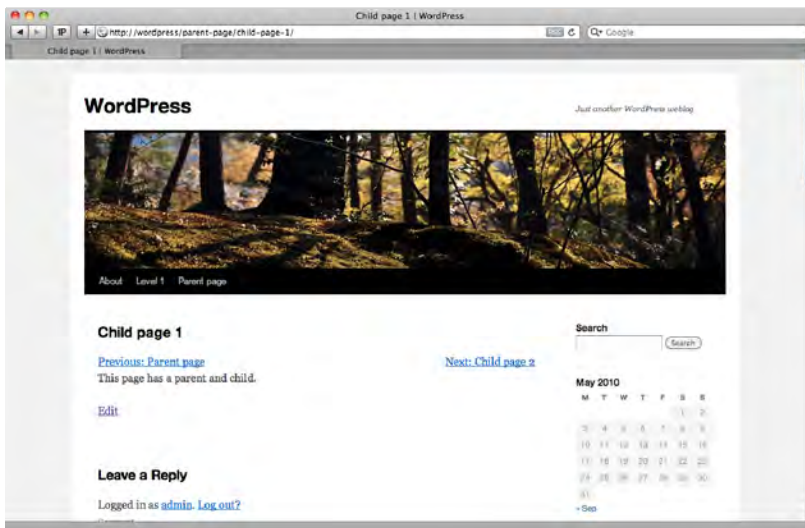 Child page 1 | WordPress
http://wordpress/parent-page/child-page-1/
Google
Child page 1 | WordPress
WordPress
Just another WordPress weblog
About Level 1 Parent page
Child page 1
Previous: Parent page Next: Child page 2
This page has a parent and child.
Edit
Leave a Reply
Logged in as admin. Log out?
Search
Search
May 2010
M T W T F S S
1 2
3 4 5 6 7 8 9
10 11 12 13 14 15 16
17 18 19 20 21 22 23
24 25 26 27 28 29 30
31
« Sep